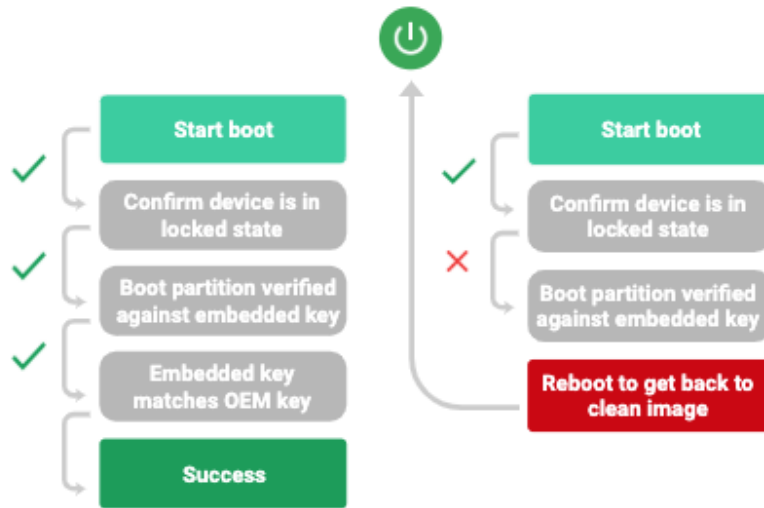 Start boot
Confirm device is in
locked state
Boot partition verified
against embedded key
Embedded key
matches OEM key
Success
Start boot
Confirm device is in
locked state
Boot partition verified
against embedded key
Reboot to get back to
clean image